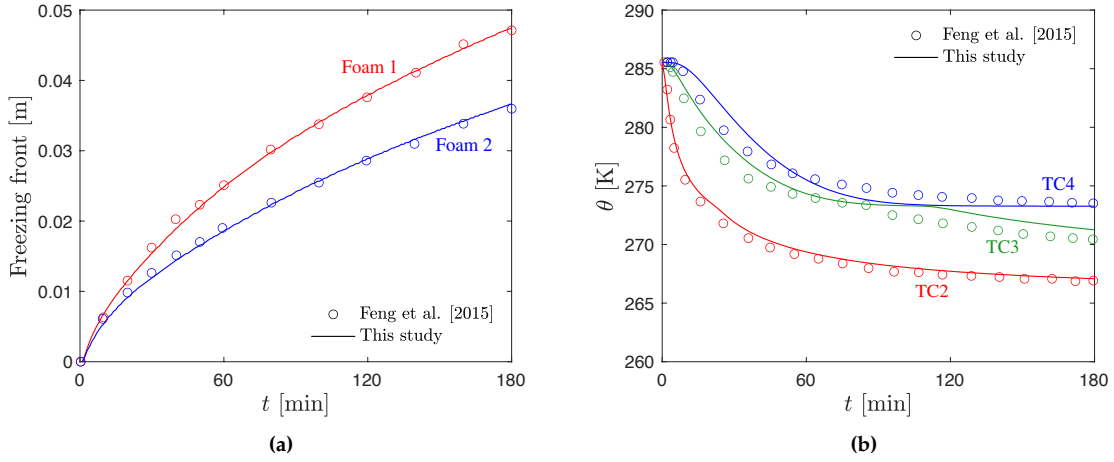 0.05
0.04
0.03
0.02
0.01
0
Freezing front [m]
Foam 1
Foam 2
Feng et al. [2015]
This study
0 60 120 180
t [min]
(a)
290
285
280
275
270
265
260
θ [K]
Feng et al. [2015]
This study
TC4
TC3
TC2
0 60 120 180
t [min]
(b)